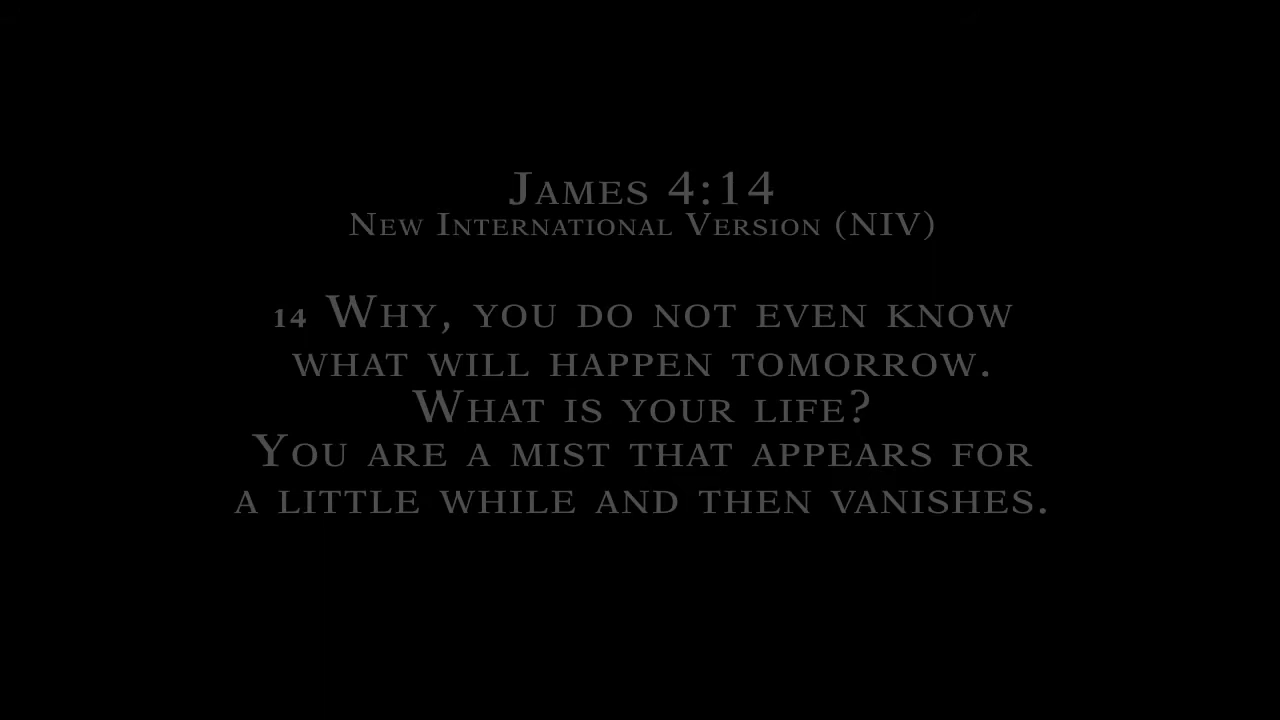 James 4:14
New International Version (NIV)
14 Why, you do not even know
what will happen tomorrow.
What is your life?
You are a mist that appears for
a little while and then vanishes.